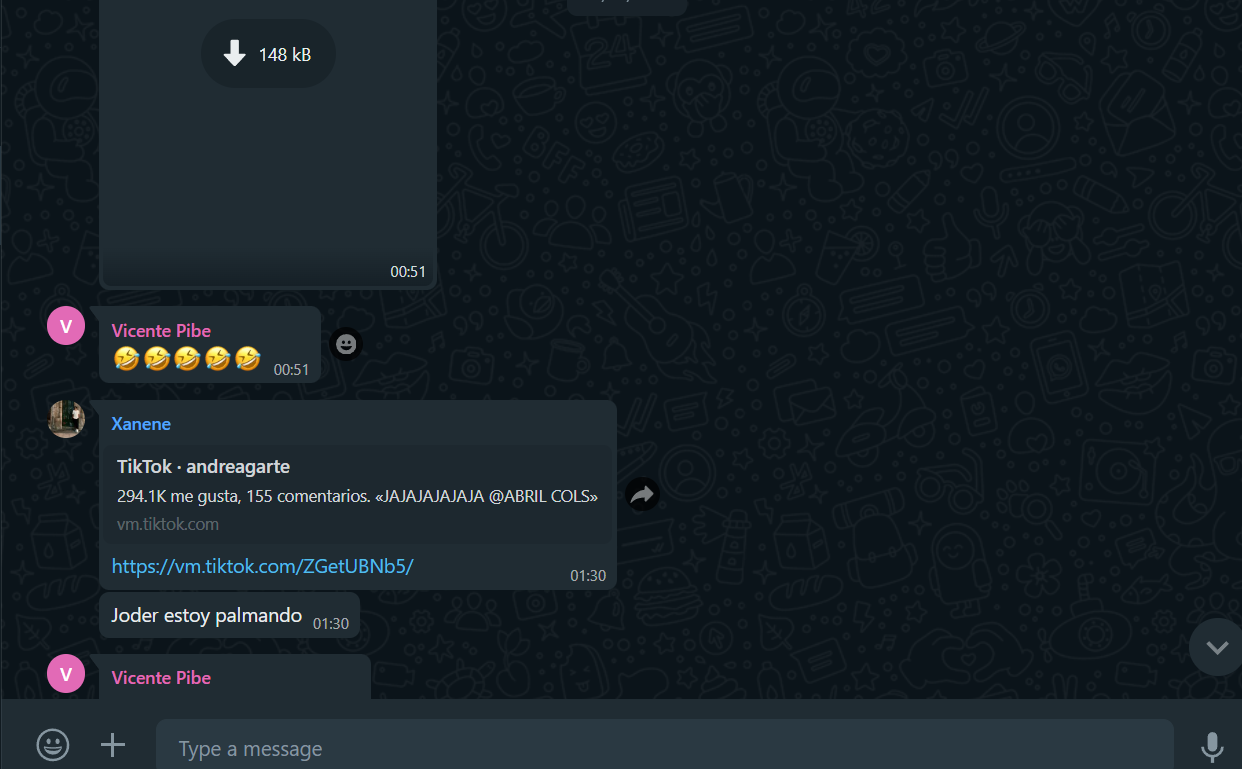 148 kB
00:51
V
Vicente Pibe
🤣🤣🤣🤣🤣 00:51
Xanene
TikTok · andreagarte
294.1K me gusta, 155 comentarios. «JAJAJAJAJAJA @ABRIL COLS»
vm.tiktok.com
https://vm.tiktok.com/ZGetUBNb5/
01:30
Joder estoy palmando 01:30
V
Vicente Pibe
Type a message